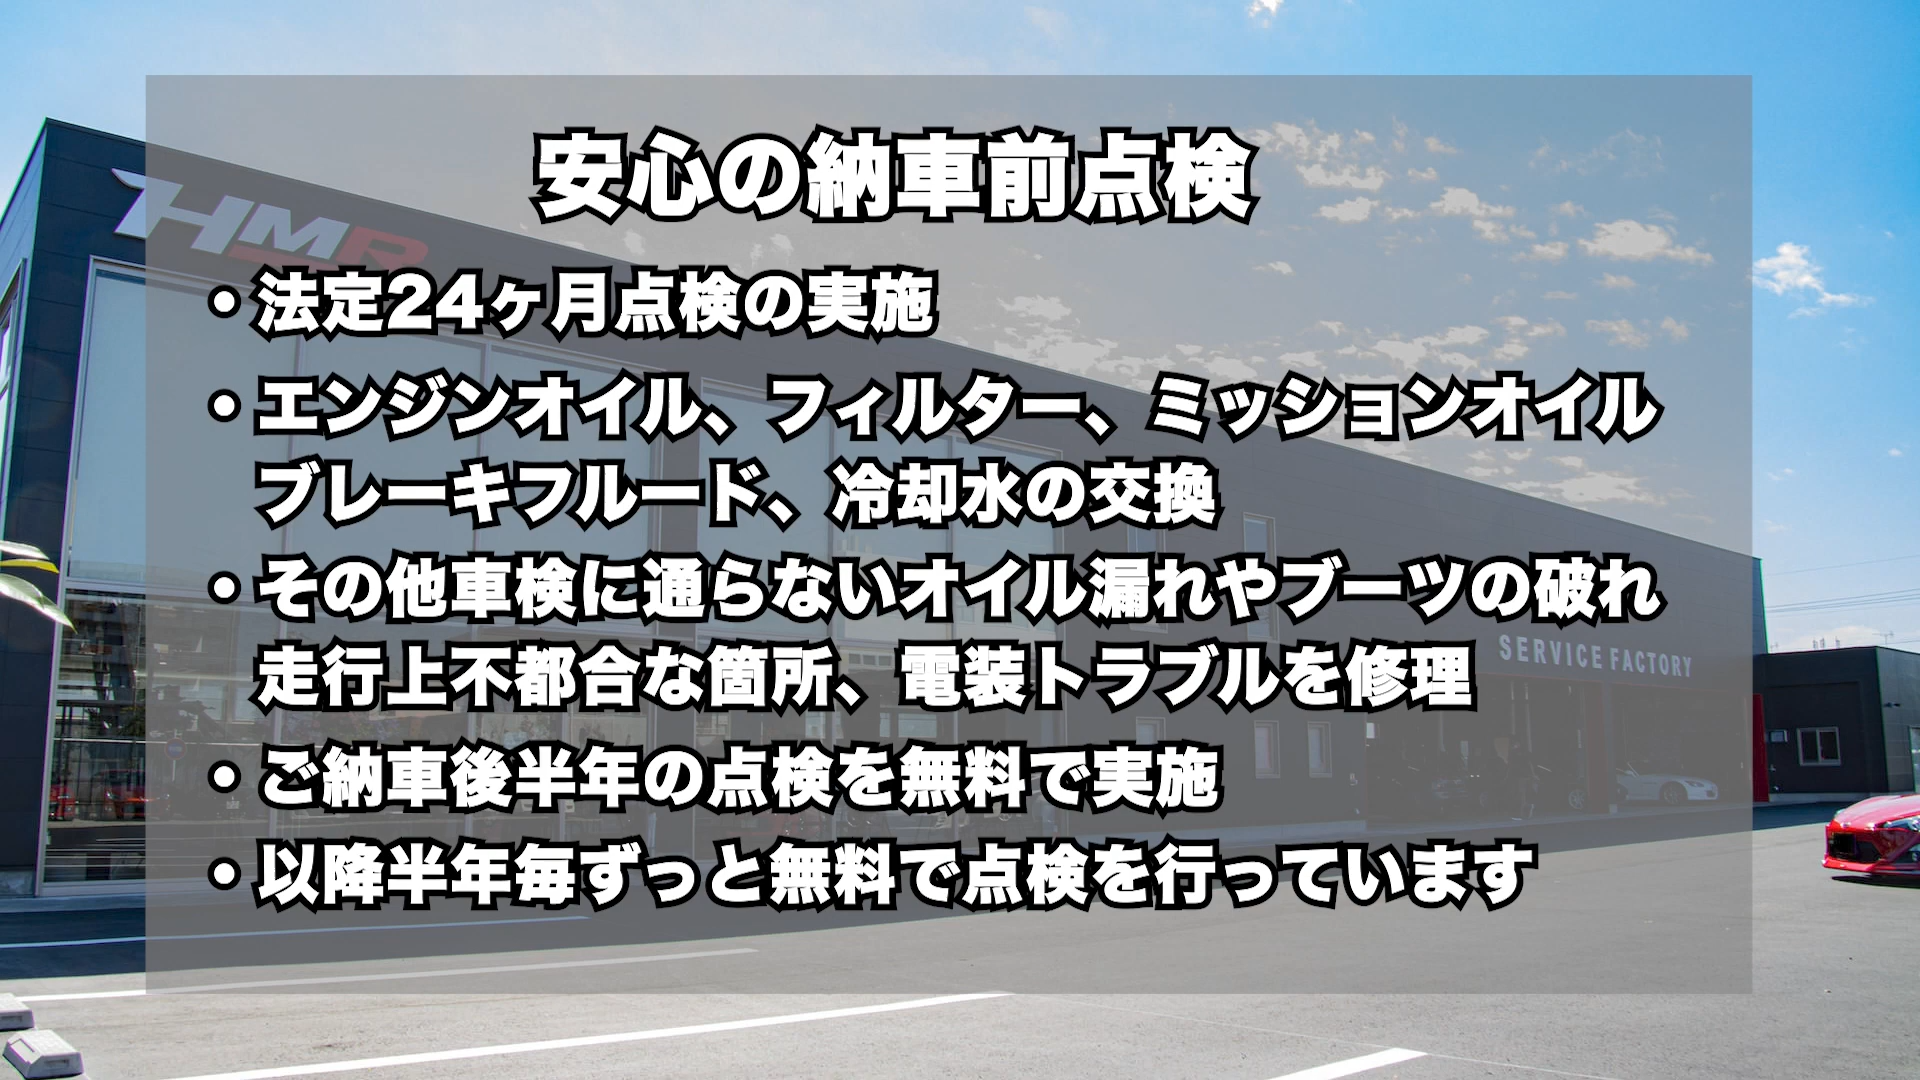 安心の納車前点検
HMR
・法定24ヶ月点検の実施
・エンジンオイル、フィルター、ミッションオイル
ブレーキフルード、冷却水の交換
・その他車検に通らないオイル漏れやブーツの破れ
走行上不都合な箇所、電装トラブルを修理
SERVICE FACTORY
・ご納車後半年の点検を無料で実施
・以降半年毎ずっと無料で点検を行っています